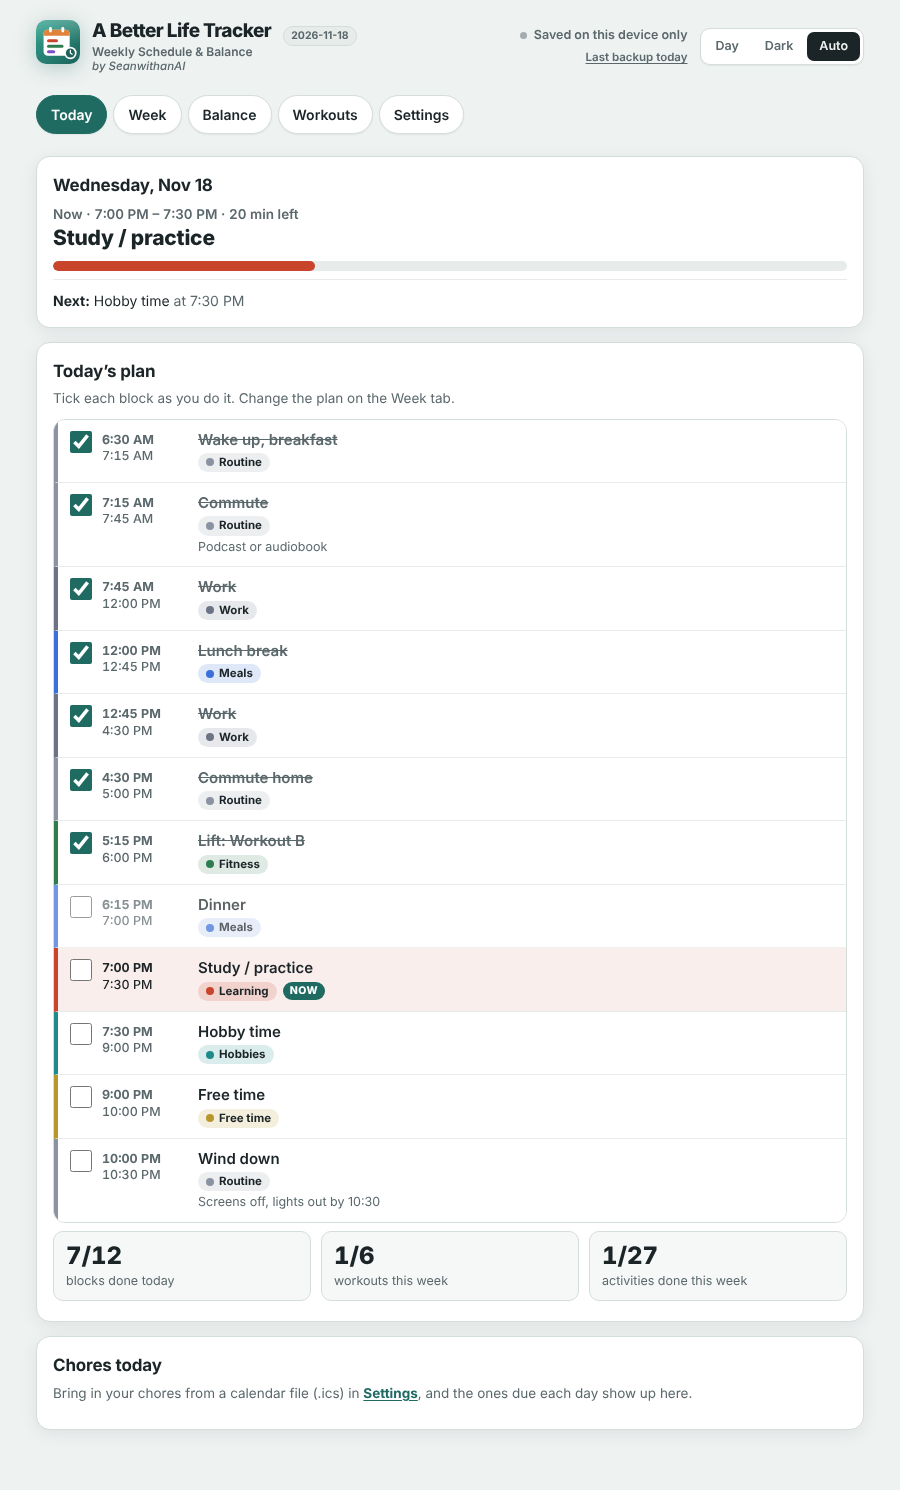 A Better Life Tracker
2026-11-18
Weekly Schedule & Balance
by SeanwithanAI
Saved on this device only
Last backup today
Day
Dark
Auto
Today
Week
Balance
Workouts
Settings
Wednesday, Nov 18
Now · 7:00 PM – 7:30 PM · 20 min left
Study / practice
Next: Hobby time at 7:30 PM
Today’s plan
Tick each block as you do it. Change the plan on the Week tab.
6:30 AM
7:15 AM
Wake up, breakfast
Routine
7:15 AM
7:45 AM
Commute
Routine
Podcast or audiobook
7:45 AM
12:00 PM
Work
Work
12:00 PM
12:45 PM
Lunch break
Meals
12:45 PM
4:30 PM
Work
Work
4:30 PM
5:00 PM
Commute home
Routine
5:15 PM
6:00 PM
Lift: Workout B
Fitness
6:15 PM
7:00 PM
Dinner
Meals
7:00 PM
7:30 PM
Study / practice
Learning
NOW
7:30 PM
9:00 PM
Hobby time
Hobbies
9:00 PM
10:00 PM
Free time
Free time
10:00 PM
10:30 PM
Wind down
Routine
Screens off, lights out by 10:30
7/12
blocks done today
1/6
workouts this week
1/27
activities done this week
Chores today
Bring in your chores from a calendar file (.ics) in Settings, and the ones due each day show up here.